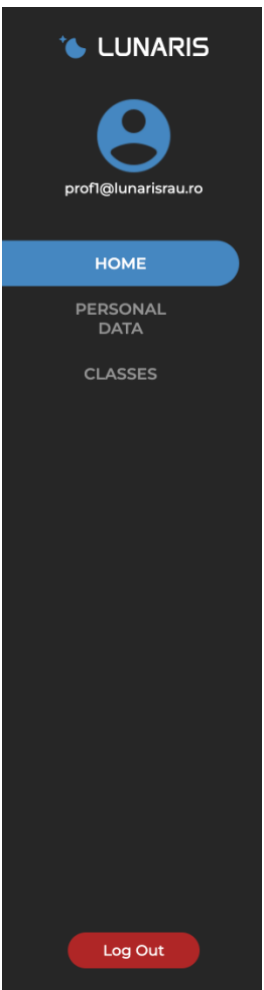 LUNARIS
prof1@lunarisrau.ro
HOME
PERSONAL
DATA
CLASSES
Log Out